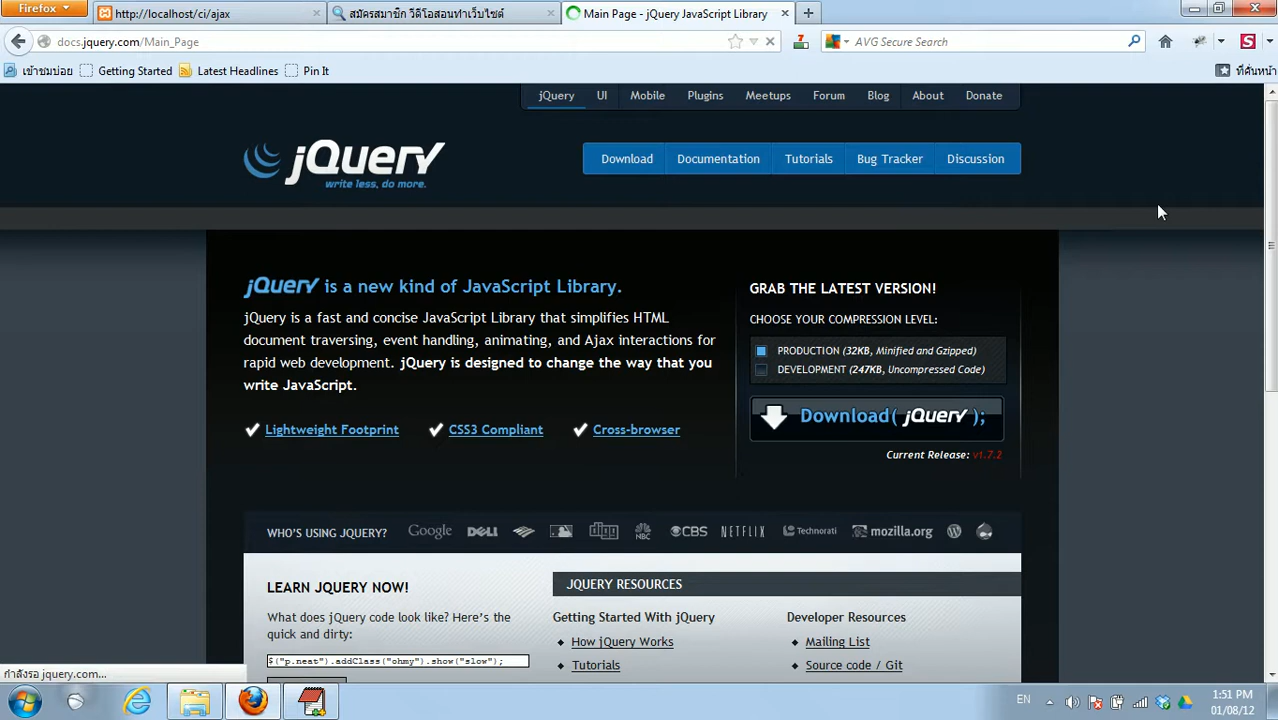 Firefox
http://localhost/ci/ajax
สมัครสมาชิก วีดีโอสอนทำเว็บไซต์
Main Page - jQuery JavaScript Library
docs.jquery.com/Main_Page
7
AVG Secure Search
เข้าชมบ่อย
Getting Started
Latest Headlines
Pin It
ที่คั่นหน้า
jQuery
UI
Mobile
Plugins
Meetups
Forum
Blog
About
Donate
jQuery
write less, do more.
Download
Documentation
Tutorials
Bug Tracker
Discussion
jQuery is a new kind of JavaScript Library.
jQuery is a fast and concise JavaScript Library that simplifies HTML
document traversing, event handling, animating, and Ajax interactions for
rapid web development. jQuery is designed to change the way that you
write JavaScript.
Lightweight Footprint
CSS3 Compliant
Cross-browser
GRAB THE LATEST VERSION!
CHOOSE YOUR COMPRESSION LEVEL:
PRODUCTION (32KB, Minified and Gzipped)
DEVELOPMENT (247KB, Uncompressed Code)
Download( jQuery );
Current Release: v1.7.2
WHO'S USING JQUERY?
Google
DELL
NBC
CBS
NETFLIX
Technorati
mozilla.org
LEARN JQUERY NOW!
What does jQuery code look like? Here's the
quick and dirty:
$("p.neat").addClass("ohmy").show("slow");
JQUERY RESOURCES
Getting Started With jQuery
How jQuery Works
Tutorials
Developer Resources
Mailing List
Source code / Git
กำลังรอ jquery.com...
EN
1:51 PM
01/08/12